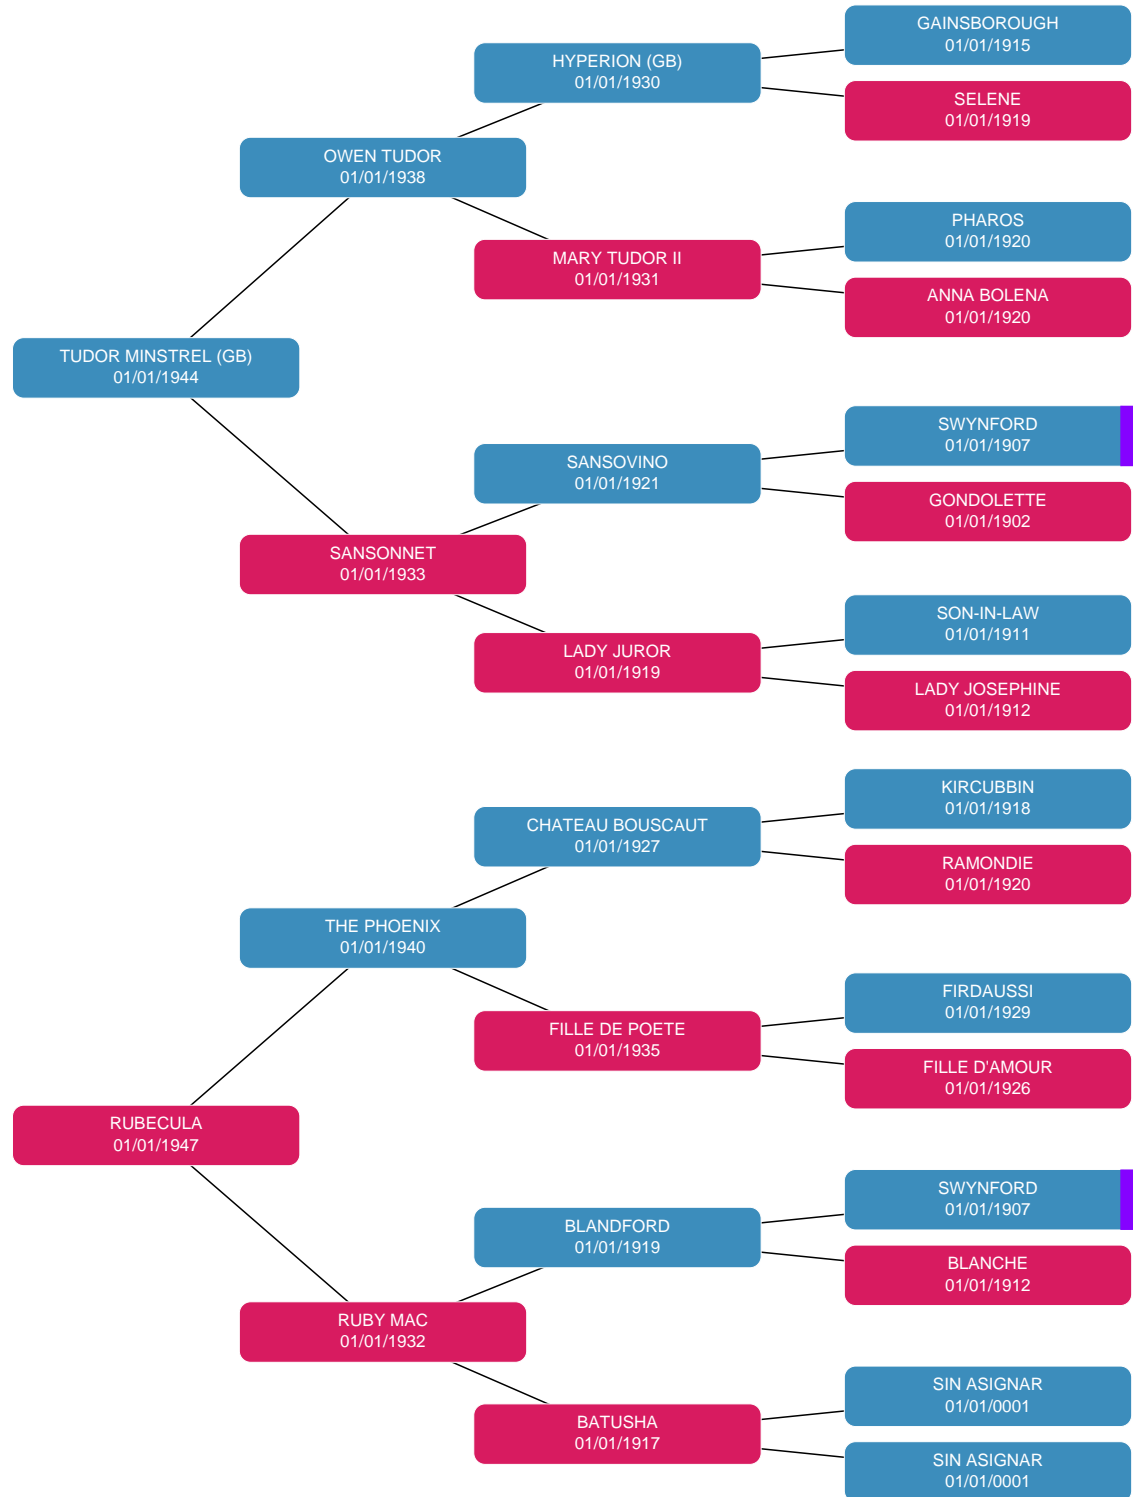 GAINSBOROUGH
01/01/1915
HYPERION (GB)
01/01/1930
SELENE
01/01/1919
OWEN TUDOR
01/01/1938
PHAROS
01/01/1920
MARY TUDOR II
01/01/1931
ANNA BOLENA
01/01/1920
TUDOR MINSTREL (GB)
01/01/1944
SWYNFORD
01/01/1907
SANSOVINO
01/01/1921
GONDOLETTE
01/01/1902
SANSONNET
01/01/1933
SON-IN-LAW
01/01/1911
LADY JUROR
01/01/1919
LADY JOSEPHINE
01/01/1912
KIRCUBBIN
01/01/1918
CHATEAU BOUSCAUT
01/01/1927
RAMONDIE
01/01/1920
THE PHOENIX
01/01/1940
FIRDAUSSI
01/01/1929
FILLE DE POETE
01/01/1935
FILLE D'AMOUR
01/01/1926
RUBECULA
01/01/1947
SWYNFORD
01/01/1907
BLANDFORD
01/01/1919
BLANCHE
01/01/1912
RUBY MAC
01/01/1932
SIN ASIGNAR
01/01/0001
BATUSHA
01/01/1917
SIN ASIGNAR
01/01/0001